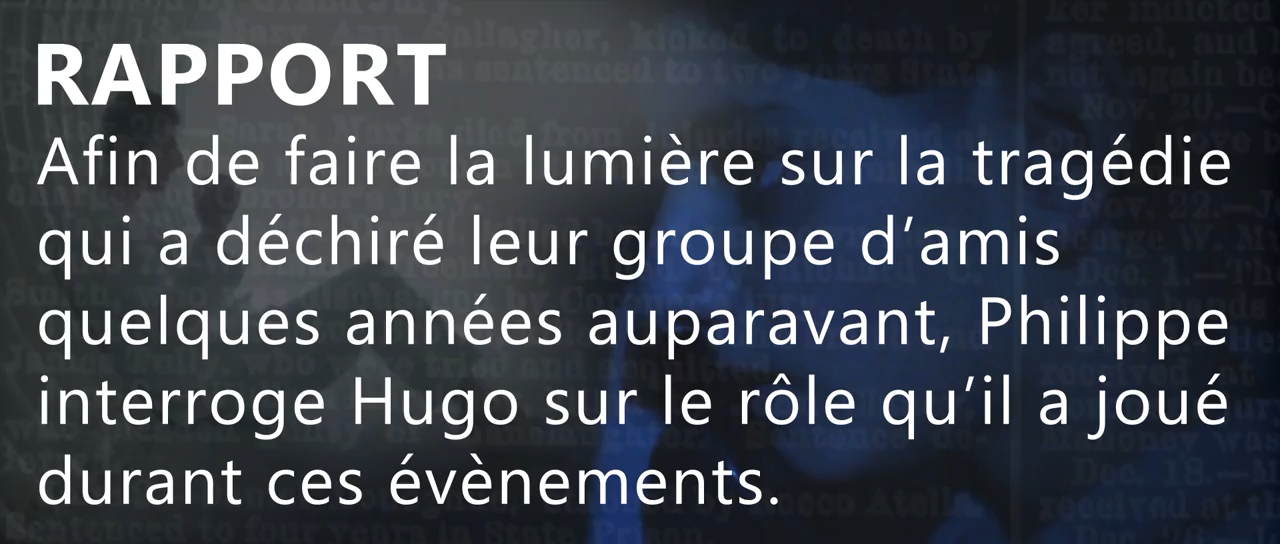 RAPPORT
Afin de faire la lumière sur la tragédie
qui a déchiré leur groupe d’amis
quelques années auparavant, Philippe
interroge Hugo sur le rôle qu’il a joué
durant ces évènements.